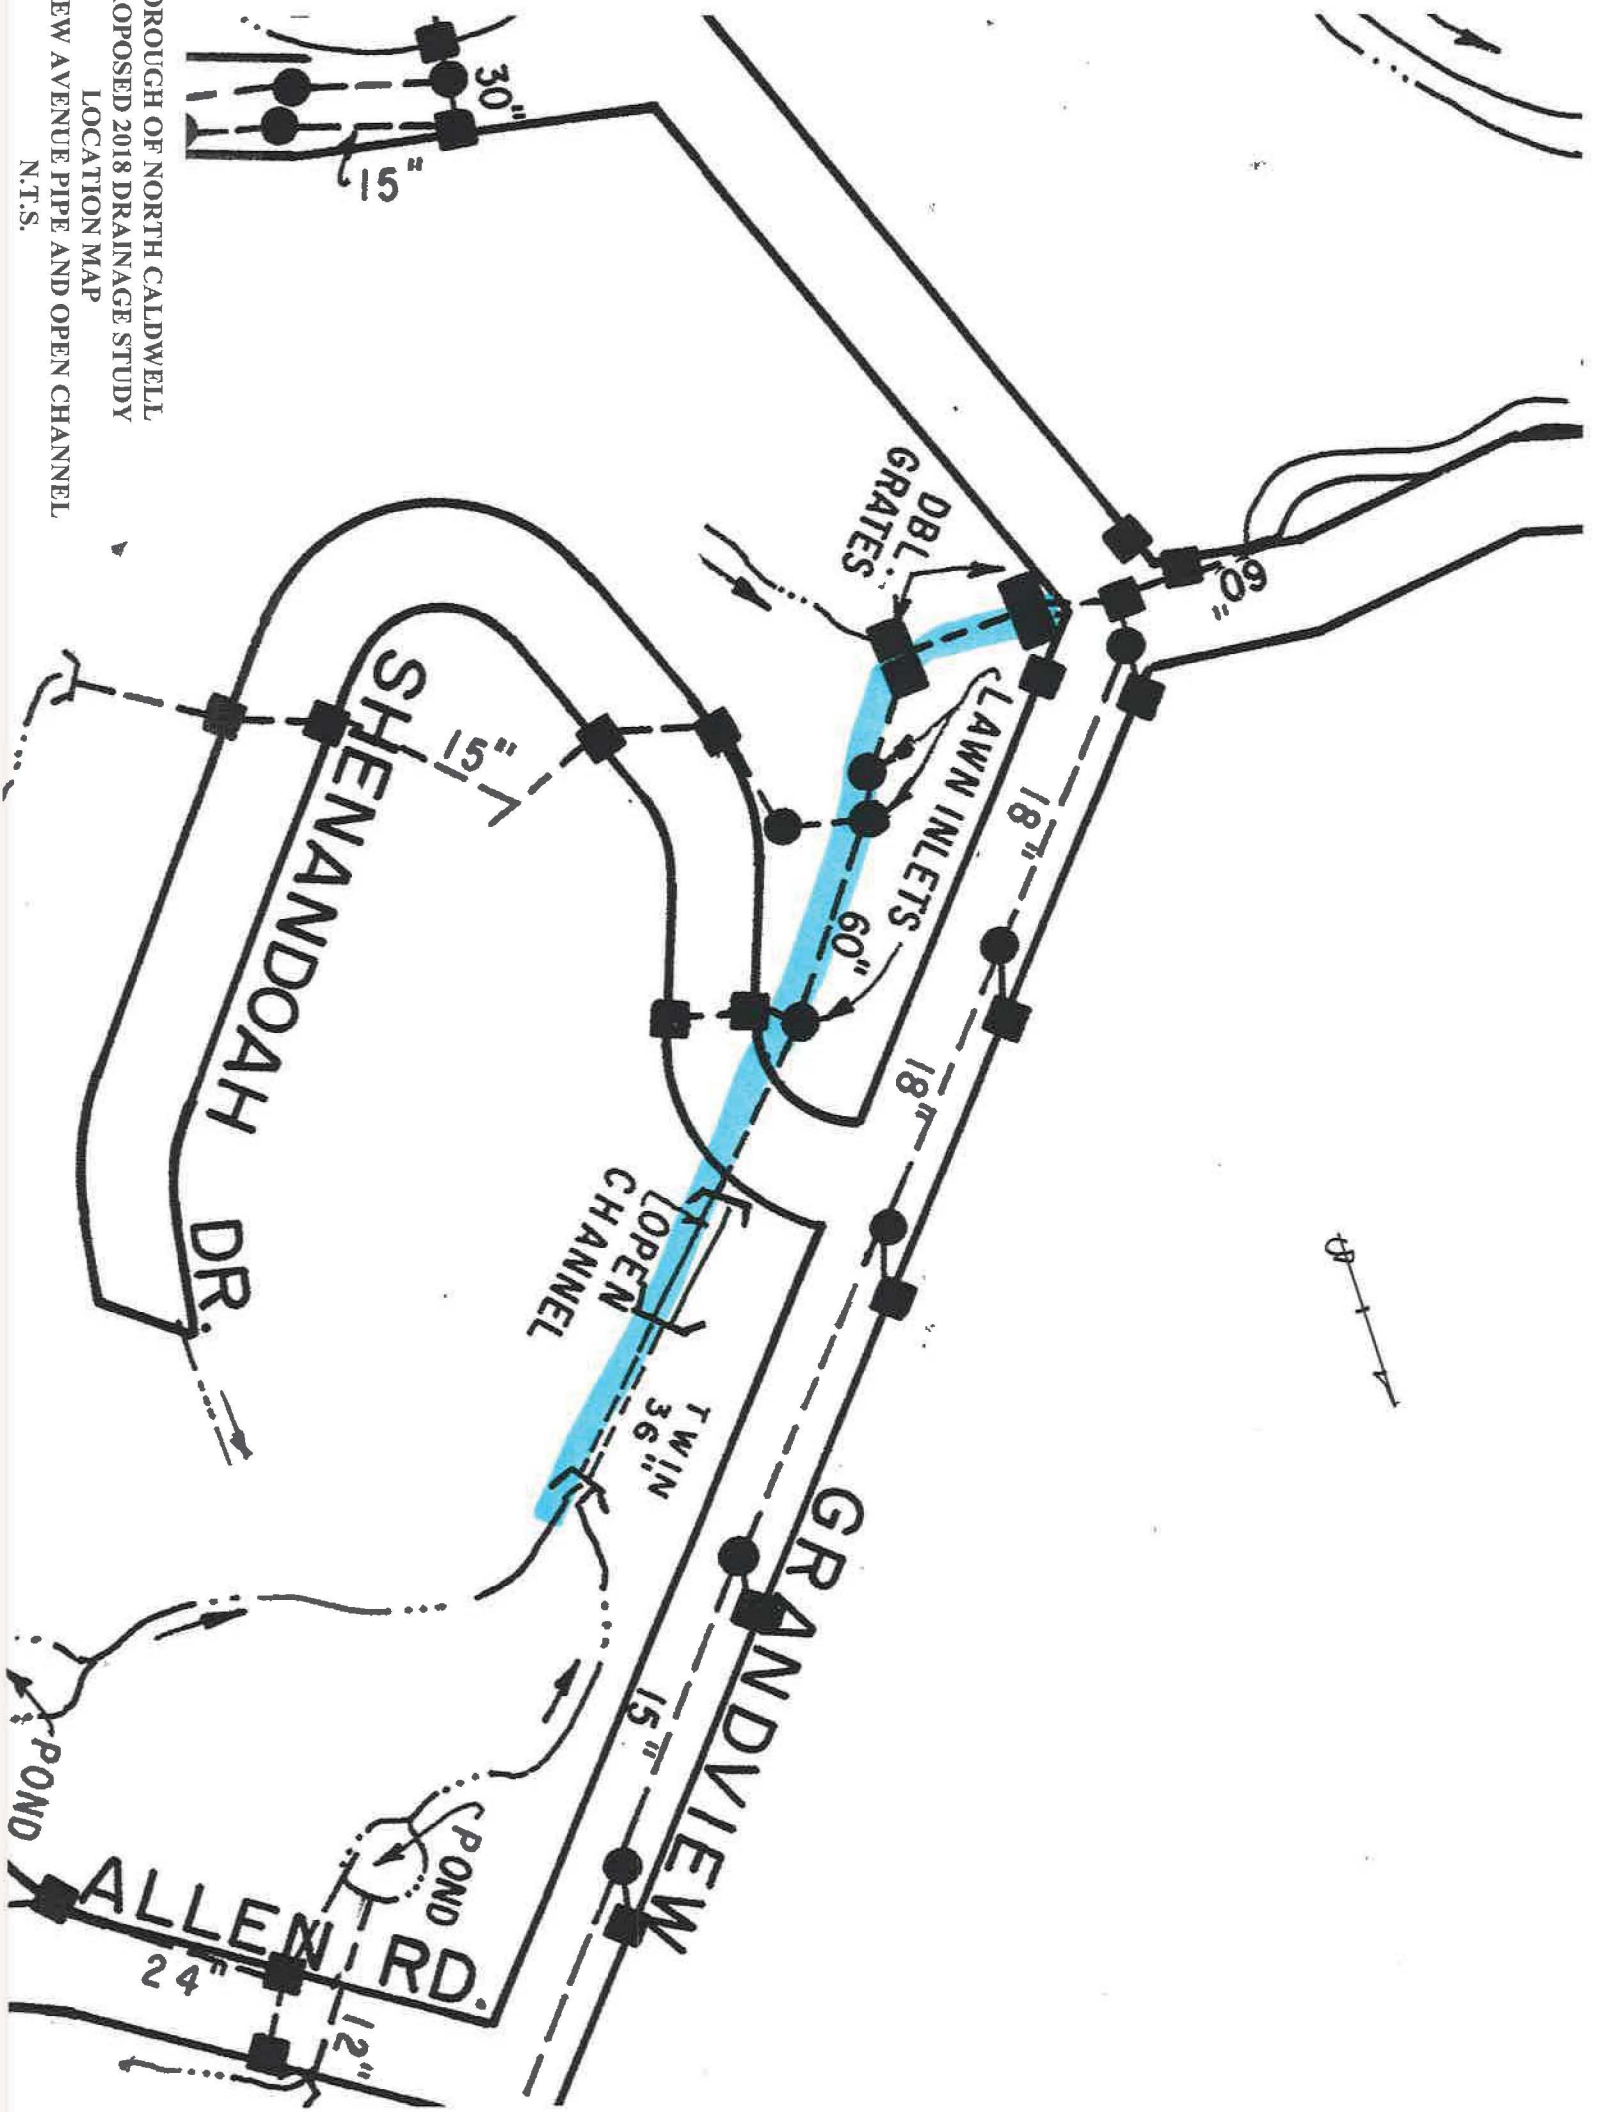 OROUGH OF NORTH CALDWELL
OPOSED 2018 DRAINAGE STUDY
LOCATION MAP
EW AVENUE PIPE AND OPEN CHANNEL
N.T.S.
30"
15"
60"
DBL.
GRATES
LAWN INLETS
18"
60"
18"
SHENANDOAH DR.
15"
OPEN
CHANNEL
TWIN
36"
GRANDVIEW
15"
POND
POND
ALLEN RD.
24"
12"